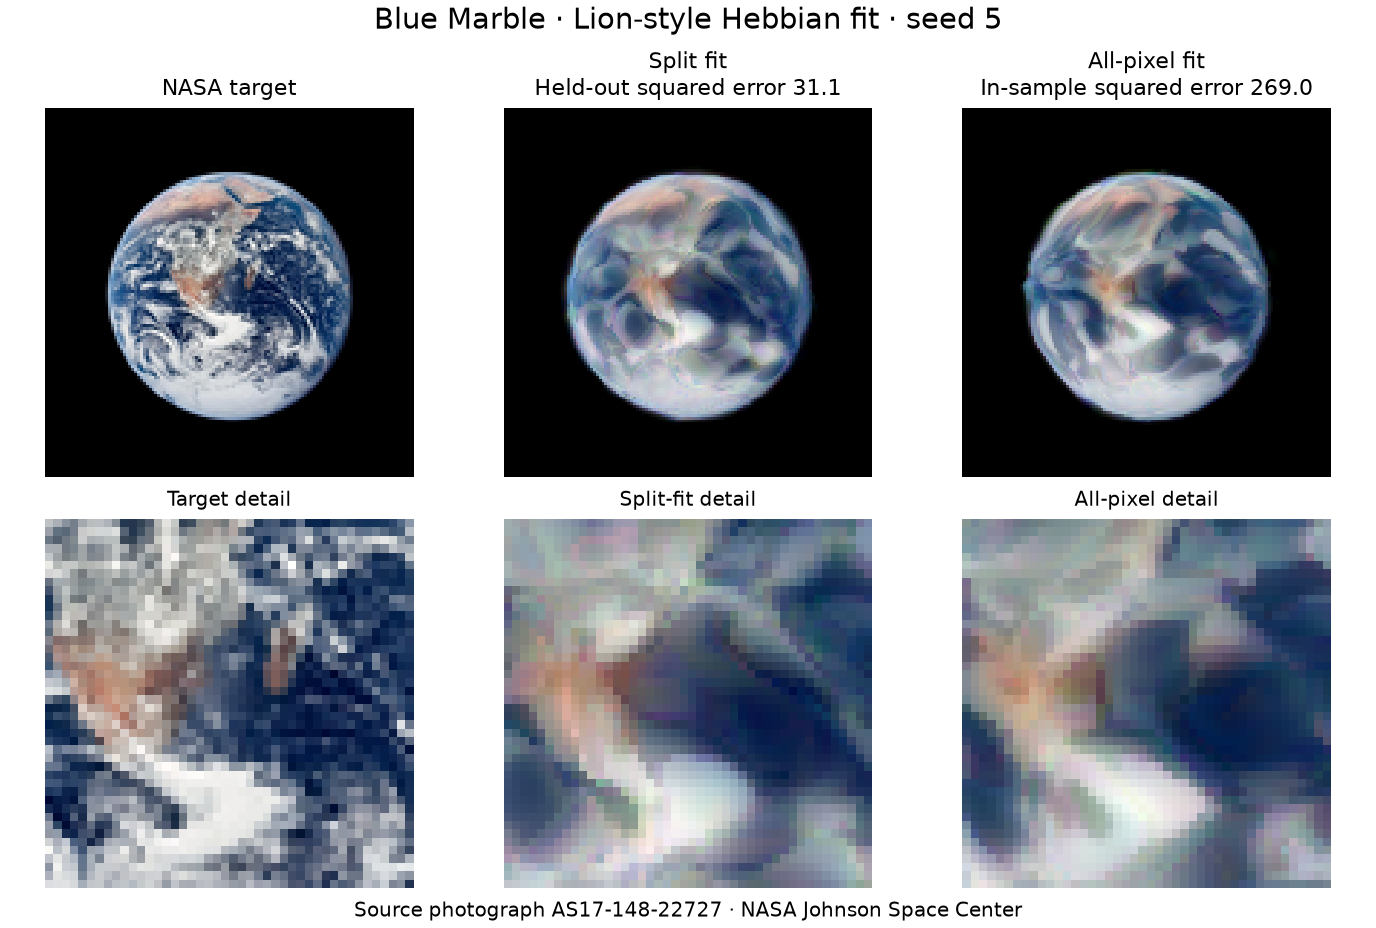 Blue Marble · Lion-style Hebbian fit · seed 5
NASA target
Split fit
Held-out squared error 31.1
All-pixel fit
In-sample squared error 269.0
Target detail
Split-fit detail
All-pixel detail
Source photograph AS17-148-22727 · NASA Johnson Space Center